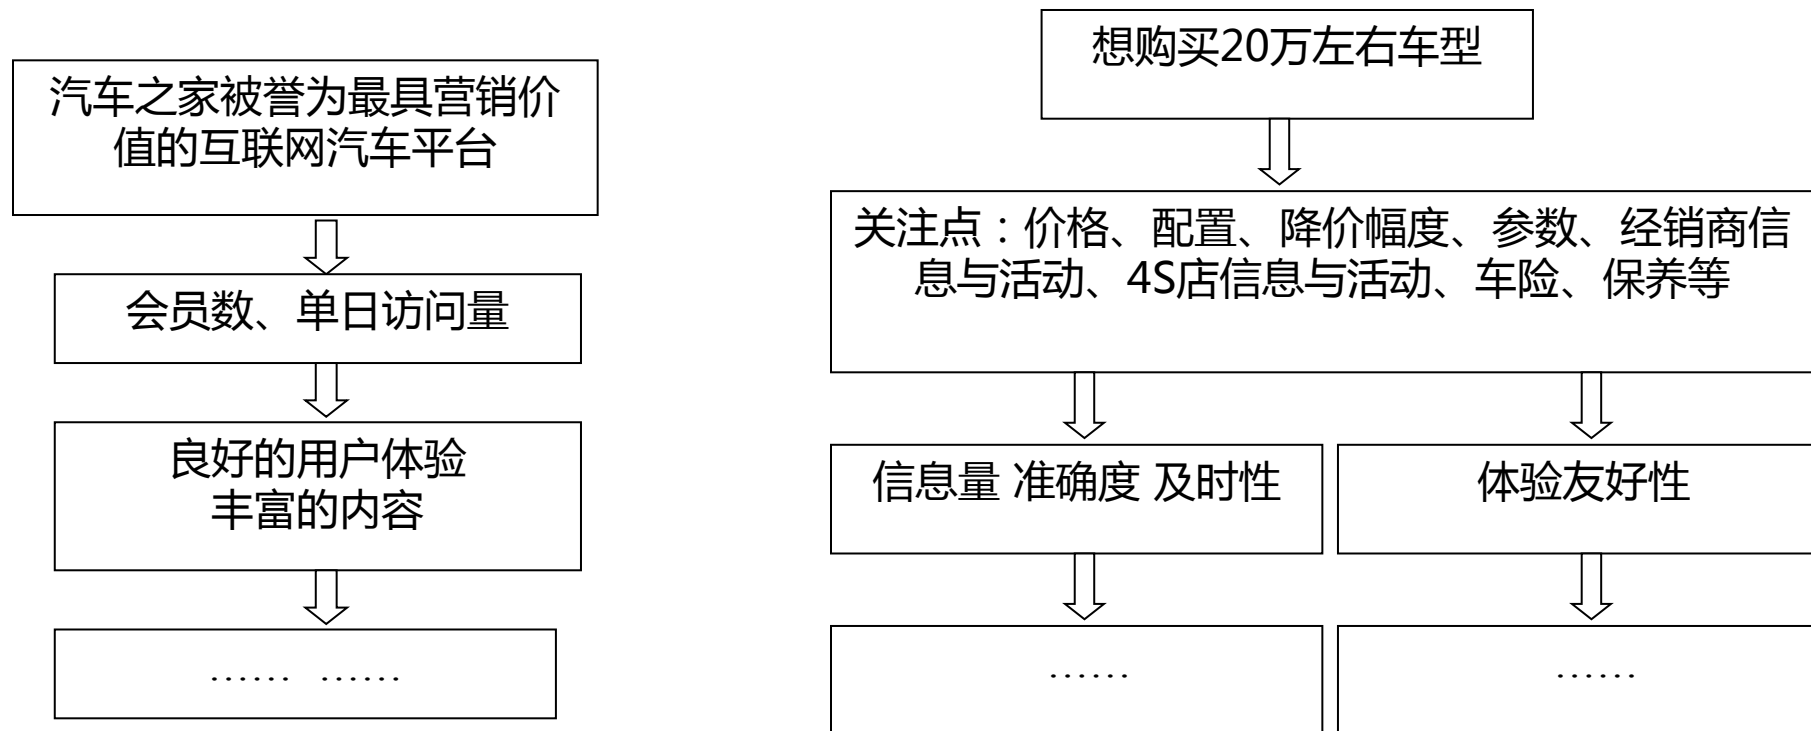 汽车之家被誉为最具营销价
值的互联网汽车平台
会员数、单日访问量
良好的用户体验
丰富的内容
…… ……
想购买20万左右车型
关注点：价格、配置、降价幅度、参数、经销商信
息与活动、4S店信息与活动、车险、保养等
信息量 准确度 及时性
体验友好性
……
……